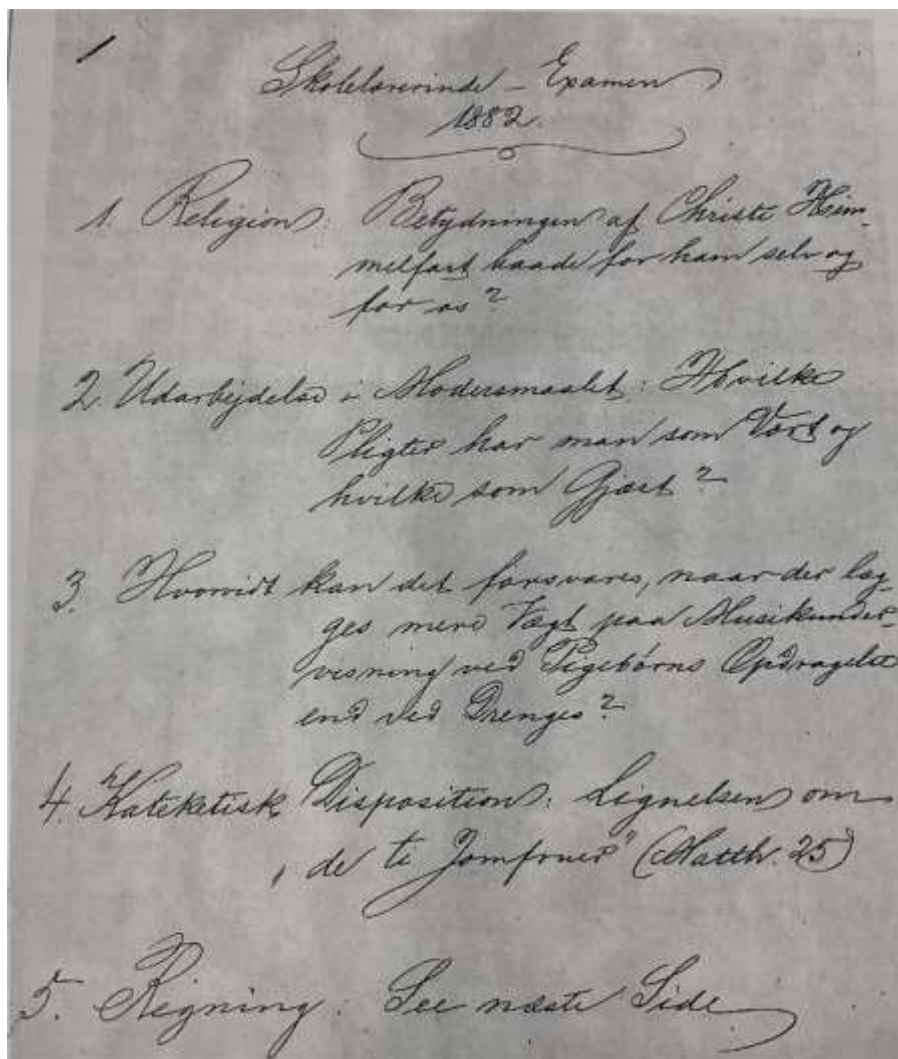 1
Skolelærerinde-Examen
1882.
1. Religion: Betydningen af Christi Him-
melfart baade for ham selv og
for os?
2. Udarbejdelse i Modersmaalet: Hvilke
Pligter har man som Vært og
hvilke som Gjæst?
3. Hvorvidt kan det forsvares, naar der læg-
ges mere Vægt paa Musikunder-
visning ved Pigebørns Opdragelse
end ved Drenges?
4. Kateketisk Disposition: Lignelsen om
"de ti Jomfruer" (Matth. 25)
5. Regning: See næste Side